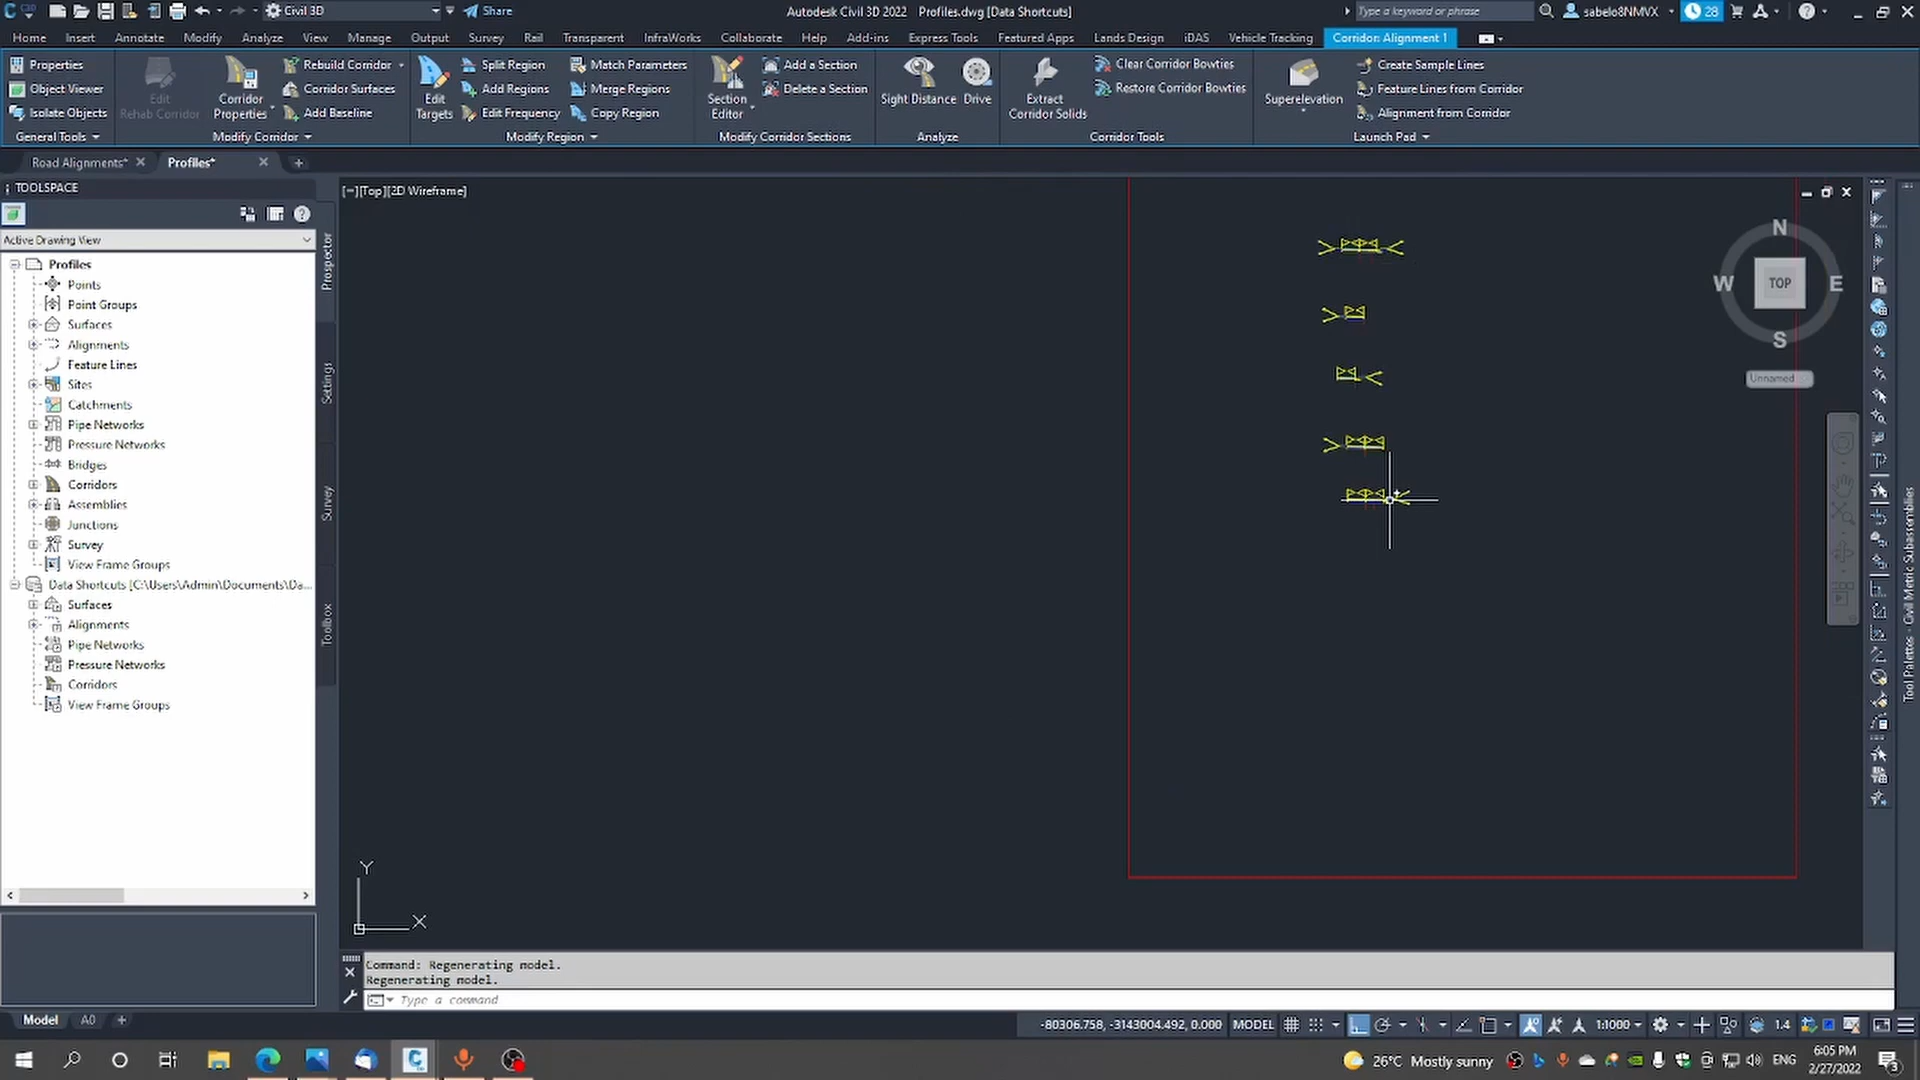 Civil 3D
Share
Autodesk Civil 3D 2022 Profiles.dwg [Data Shortcuts]
Type a keyword or phrase
sabelo8NMVX
28
Home Insert Annotate Modify Analyze View Manage Output Survey Rail Transparent InfraWorks Collaborate Help Add-ins Express Tools Featured Apps Lands Design iDAS Vehicle Tracking Corridor: Alignment 1
Properties
Object Viewer
Isolate Objects
General Tools
Edit
Rehab Corridor
Corridor
Properties
Rebuild Corridor
Corridor Surfaces
Add Baseline
Modify Corridor
Edit
Targets
Split Region
Add Regions
Edit Frequency
Match Parameters
Merge Regions
Copy Region
Modify Region
Section
Editor
Add a Section
Delete a Section
Modify Corridor Sections
Sight Distance
Drive
Analyze
Extract
Corridor Solids
Clear Corridor Bowties
Restore Corridor Bowties
Corridor Tools
Superelevation
Create Sample Lines
Feature Lines from Corridor
Alignment from Corridor
Launch Pad
Road Alignments*
Profiles*
TOOLSPACE
Active Drawing View
Profiles
Points
Point Groups
Surfaces
Alignments
Feature Lines
Sites
Catchments
Pipe Networks
Pressure Networks
Bridges
Corridors
Assemblies
Junctions
Survey
View Frame Groups
Data Shortcuts [C:\Users\Admin\Documents\Da...
Surfaces
Alignments
Pipe Networks
Pressure Networks
Corridors
View Frame Groups
Prospector
Settings
Survey
Toolbox
[−][Top][2D Wireframe]
N
W
TOP
E
S
Unnamed
Tool Palettes - Civil Metric Subassemblies
Y
X
Command: Regenerating model.
Regenerating model.
Type a command
Model
A0
-80306.758, -3143004.492, 0.000
MODEL
1:1000
1.4
26°C Mostly sunny
ENG
6:05 PM
2/27/2022
3